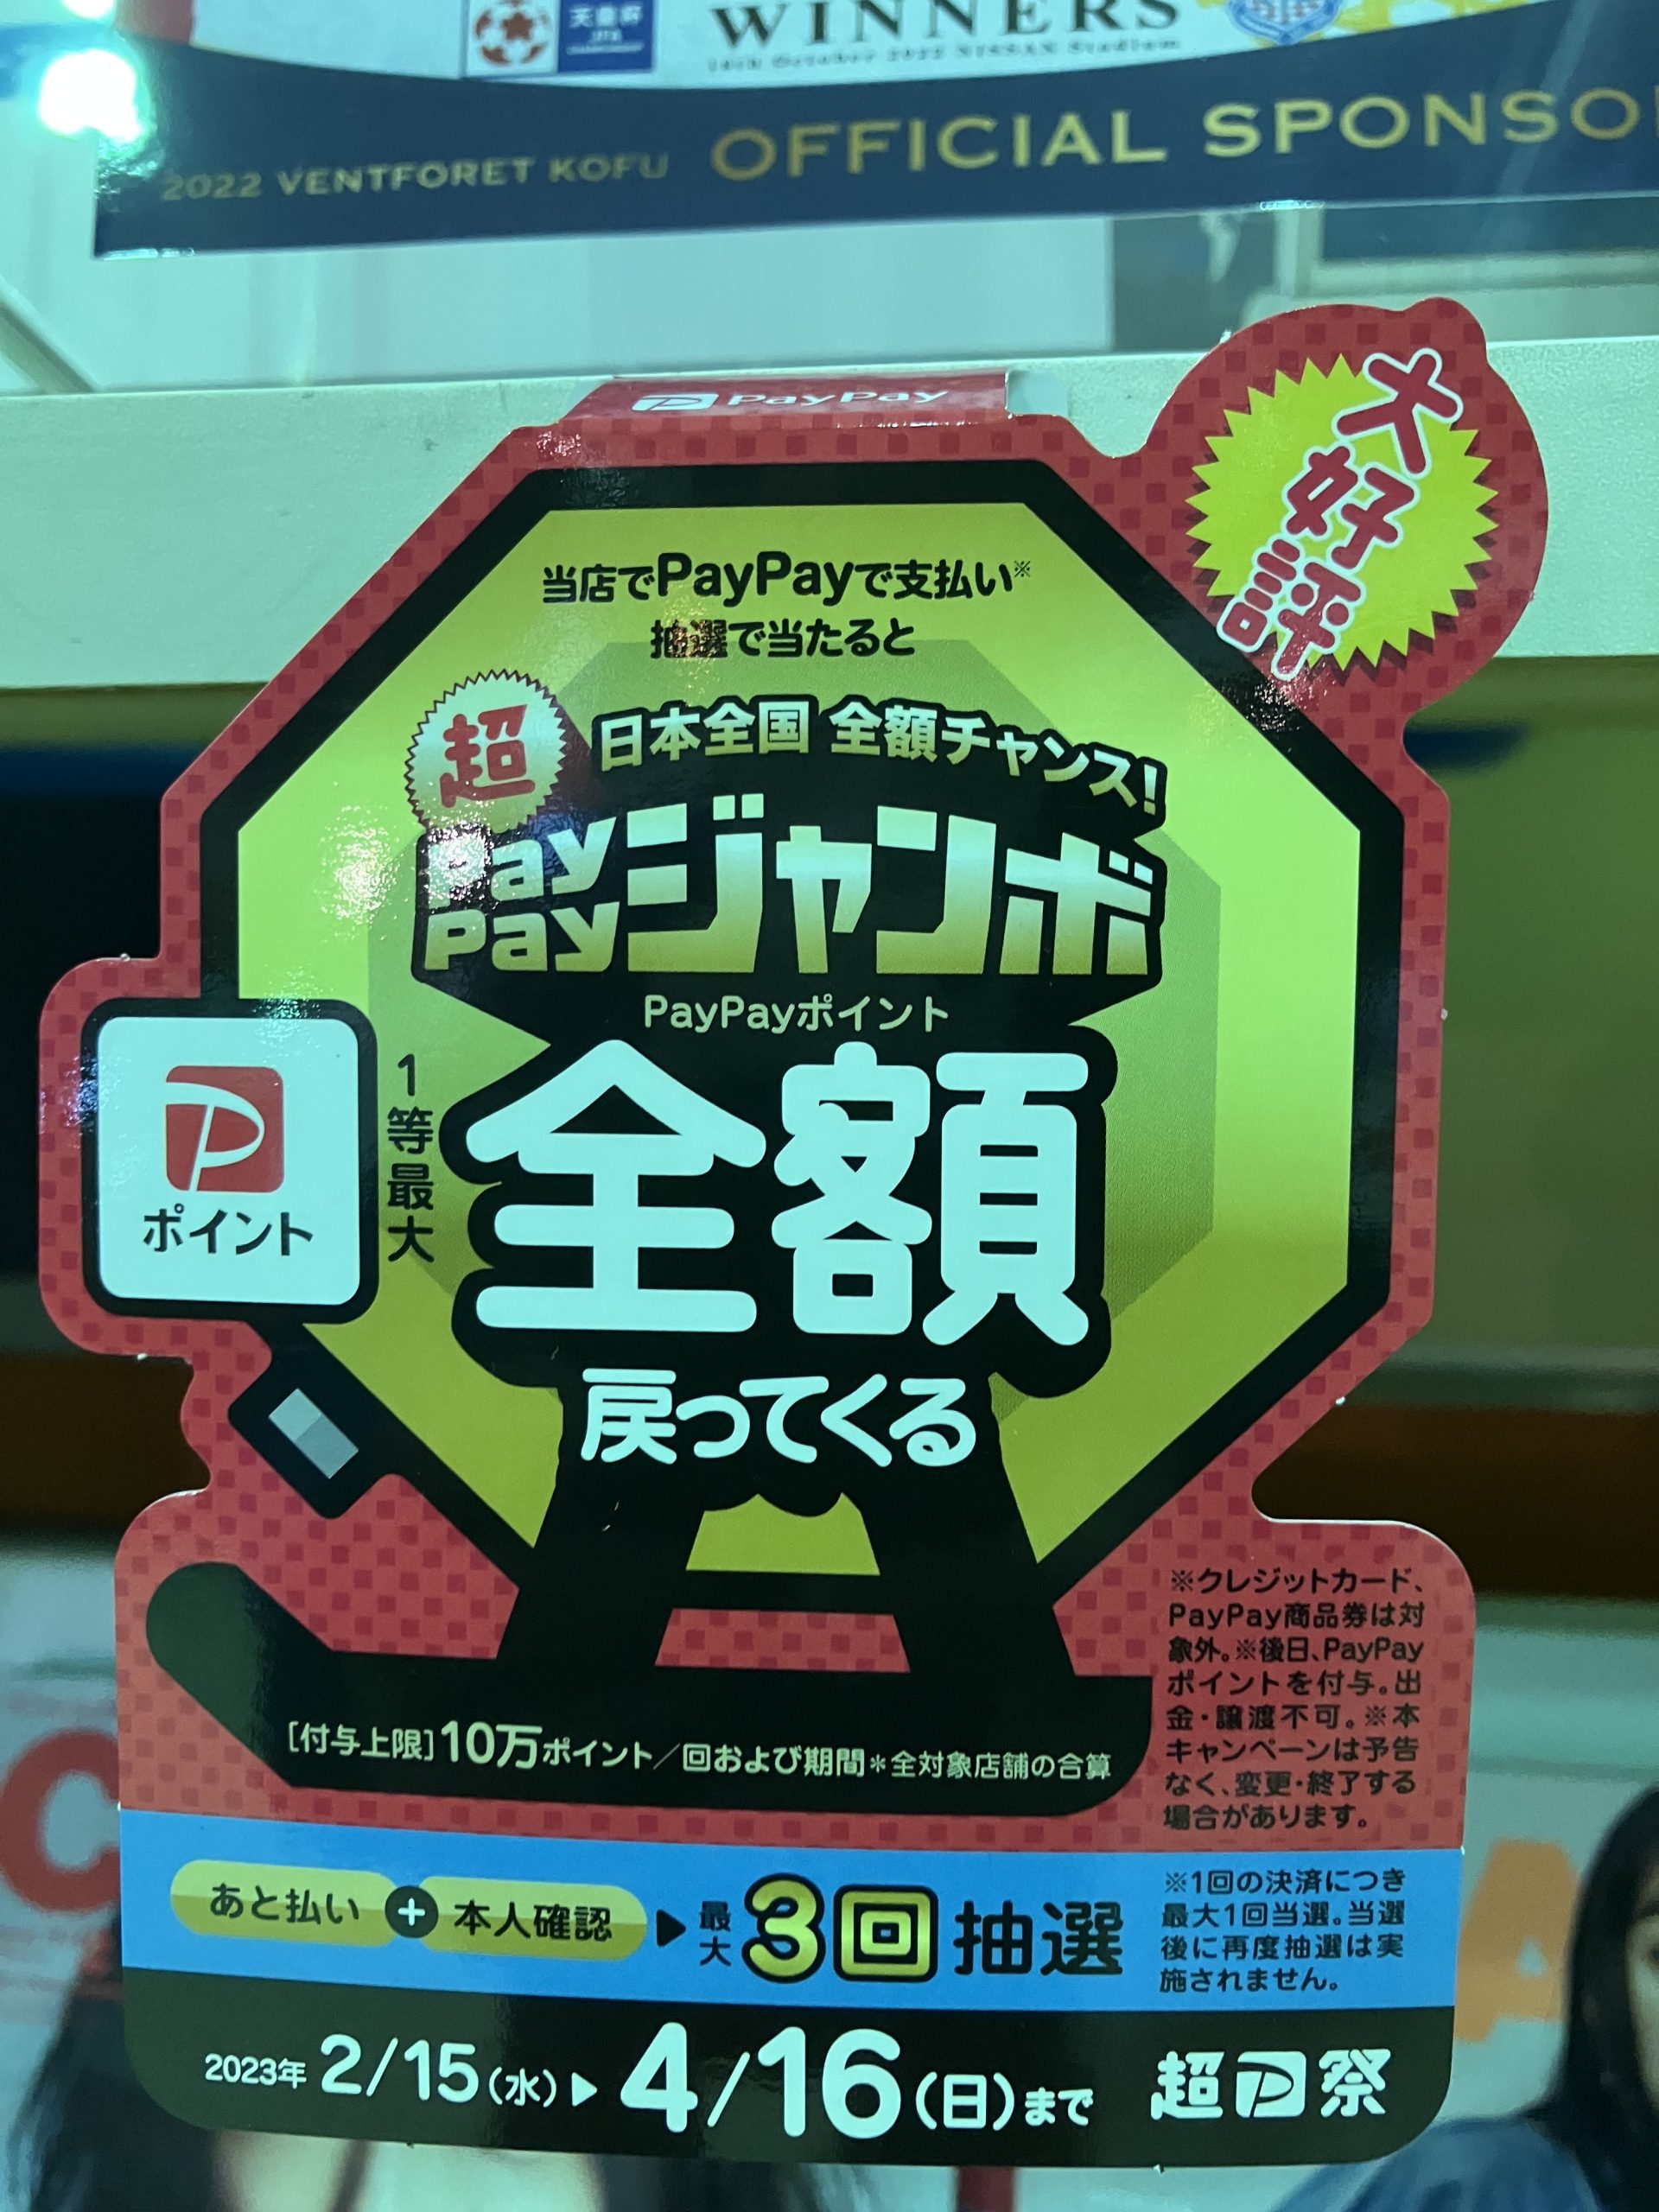 天皇杯
WINNERS
16th October 2022 NISSAN Stadium
2022 VENTFORET KOFU OFFICIAL SPONSO
PayPay
大好評
当店でPayPayで支払い※
抽選で当たると
超
日本全国 全額チャンス!
PayPayジャンボ
PayPayポイント
1等最大
全額
戻ってくる
ポイント
※クレジットカード、
PayPay商品券は対
象外。※後日、PayPay
ポイントを付与。出
金・譲渡不可。※本
キャンペーンは予告
なく、変更・終了する
場合があります。
[付与上限]10万ポイント/回および期間*全対象店舗の合算
あと払い+本人確認▶最大3回抽選
※1回の決済につき
最大1回当選。当選
後に再度抽選は実
施されません。
2023年 2/15(水)▶4/16(日)まで
超P祭